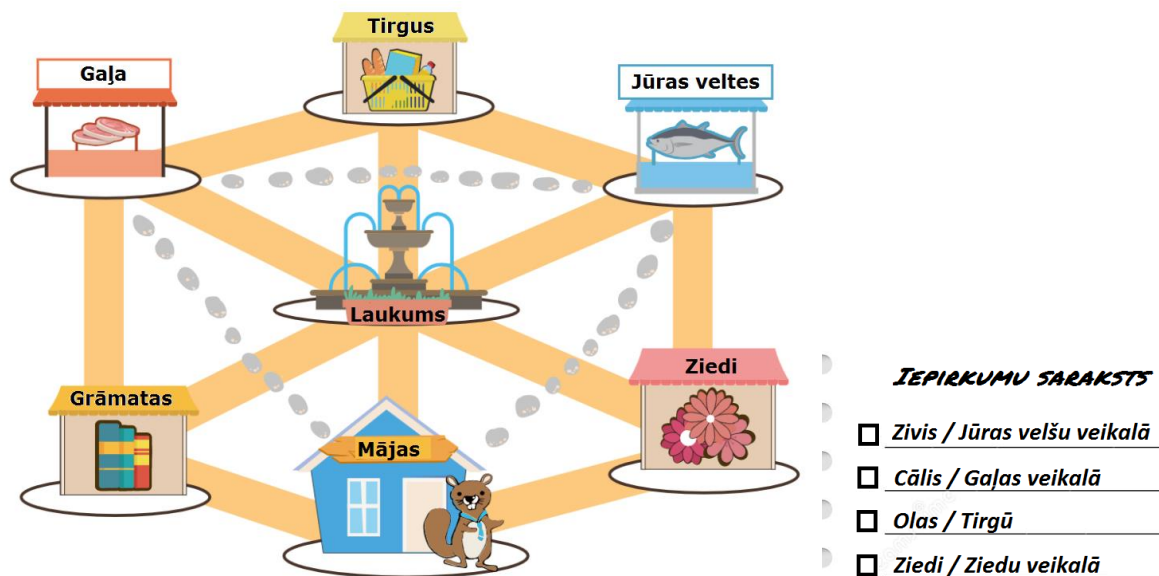 Tirgus
Gaļa
Jūras veltes
Laukums
Ziedi
Grāmatas
Mājas
IEPIRKUMU SARAKSTS
Zivis / Jūras velšu veikalā
Cālis / Gaļas veikalā
Olas / Tirgū
Ziedi / Ziedu veikalā